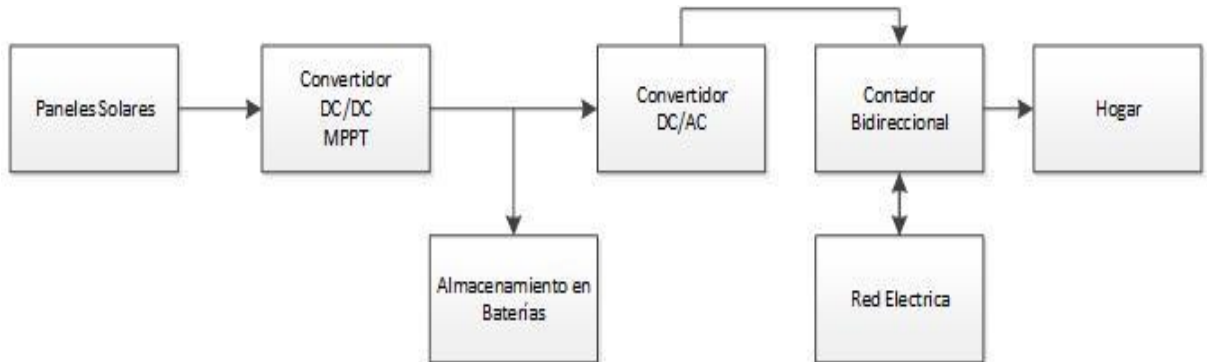 Paneles Solares
Convertidor
DC/DC
MPPT
Convertidor
DC/AC
Contador
Bidireccional
Hogar
Almacenamiento en
Baterías
Red Electrica